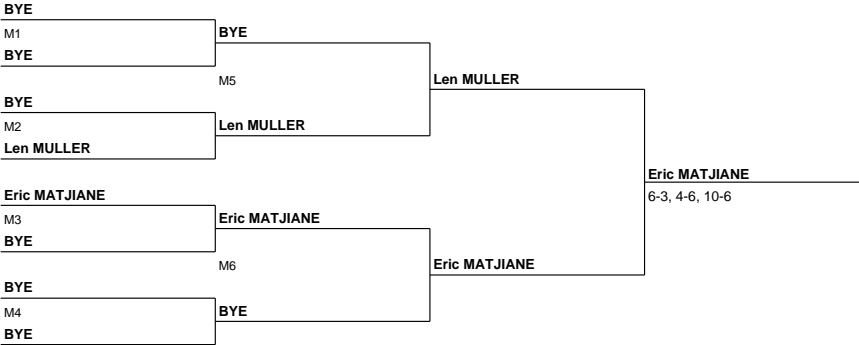 BYE
M1
BYE
BYE
M5
BYE
M2
Len MULLER
Len MULLER
Len MULLER
Eric MATJIANE
M3
BYE
Eric MATJIANE
M6
BYE
M4
BYE
BYE
Eric MATJIANE
Eric MATJIANE
6-3, 4-6, 10-6